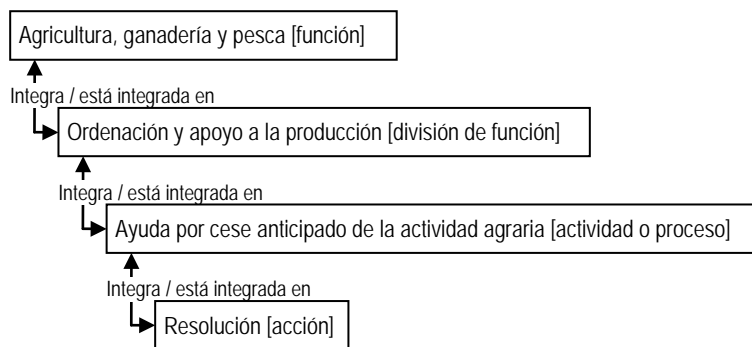 Agricultura, ganadería y pesca [función]
Integra / está integrada en
Ordenación y apoyo a la producción [división de función]
Integra / está integrada en
Ayuda por cese anticipado de la actividad agraria [actividad o proceso]
Integra / está integrada en
Resolución [acción]